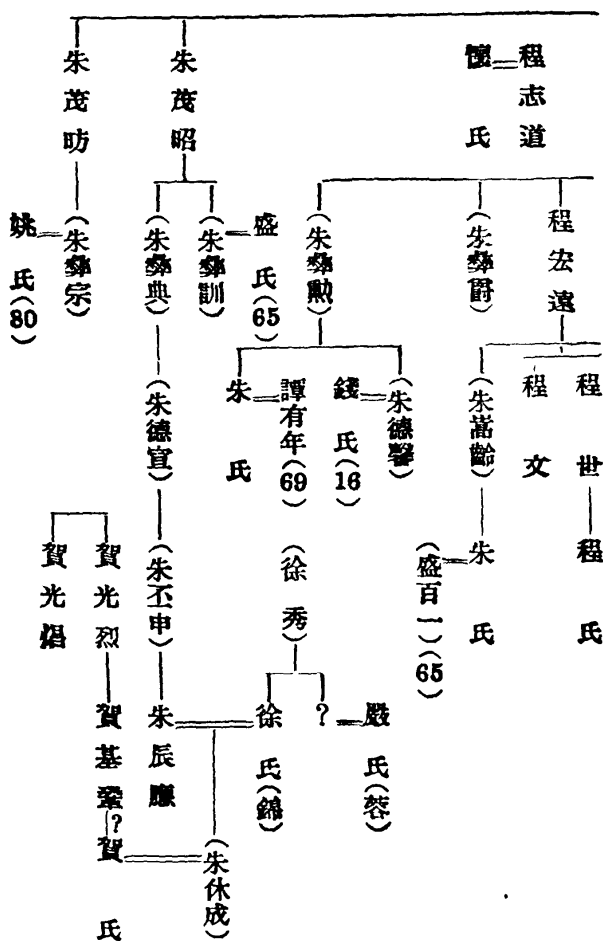 程志道
懷氏
朱茂昭
朱茂昉
程宏遠
(朱彝爵)
(朱彝勲)
盛氏(65)
(朱彝訓)
(朱彝典)
(朱彝宗)
姚氏(80)
程世
程文
(朱嵩齡)
(朱德馨)
錢氏(16)
譚有年(69)
朱氏
(朱德宣)
程氏
朱氏
(盛百一)(65)
(徐秀)
(朱丕申)
賀光烈
賀光
嚴氏(蓉)
?
徐氏(錦)
朱辰應
賀基
?
(朱休成)
賀氏